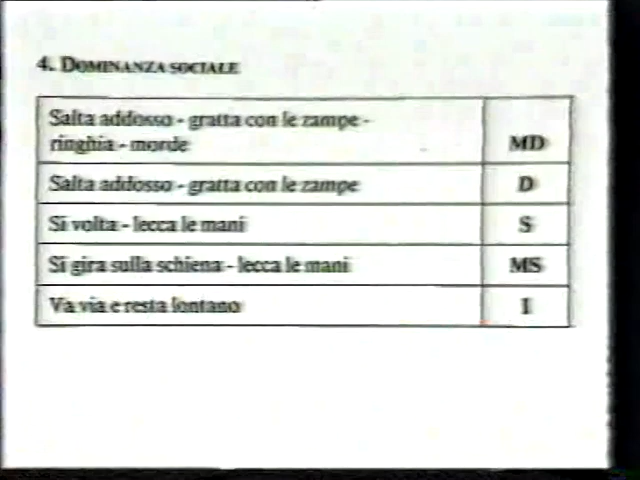 4. DOMINANZA SOCIALE
Salta addosso - gratta con le zampe -
ringhia - morde
MD
Salta addosso - gratta con le zampe
D
Si volta - lecca le mani
S
Si gira sulla schiena - lecca le mani
MS
Va via e resta lontano
I